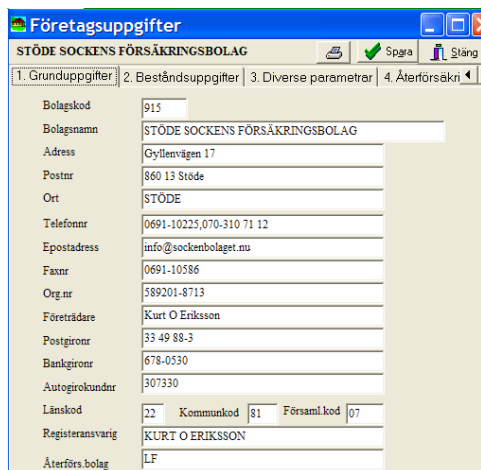 Företagsuppgifter
STÖDE SOCKENS FÖRSÄKRINGSBOLAG Spara Stäng
1. Grunduppgifter 2. Beståndsuppgifter 3. Diverse parametrar 4. Återförsäkri
Bolagskod 915
Bolagsnamn STÖDE SOCKENS FÖRSÄKRINGSBOLAG
Adress Gyllenvägen 17
Postnr 860 13 Stöde
Ort STÖDE
Telefonnr 0691-10225,070-310 71 12
Epostadress info@sockenbolaget.nu
Faxnr 0691-10586
Org.nr 589201-8713
Företrädare Kurt O Eriksson
Postgironr 33 49 88-3
Bankgironr 678-0530
Autogirokundnr 307330
Länskod 22 Kommunkod 81 Församl.kod 07
Registeransvarig KURT O ERIKSSON
Återförs.bolag LF